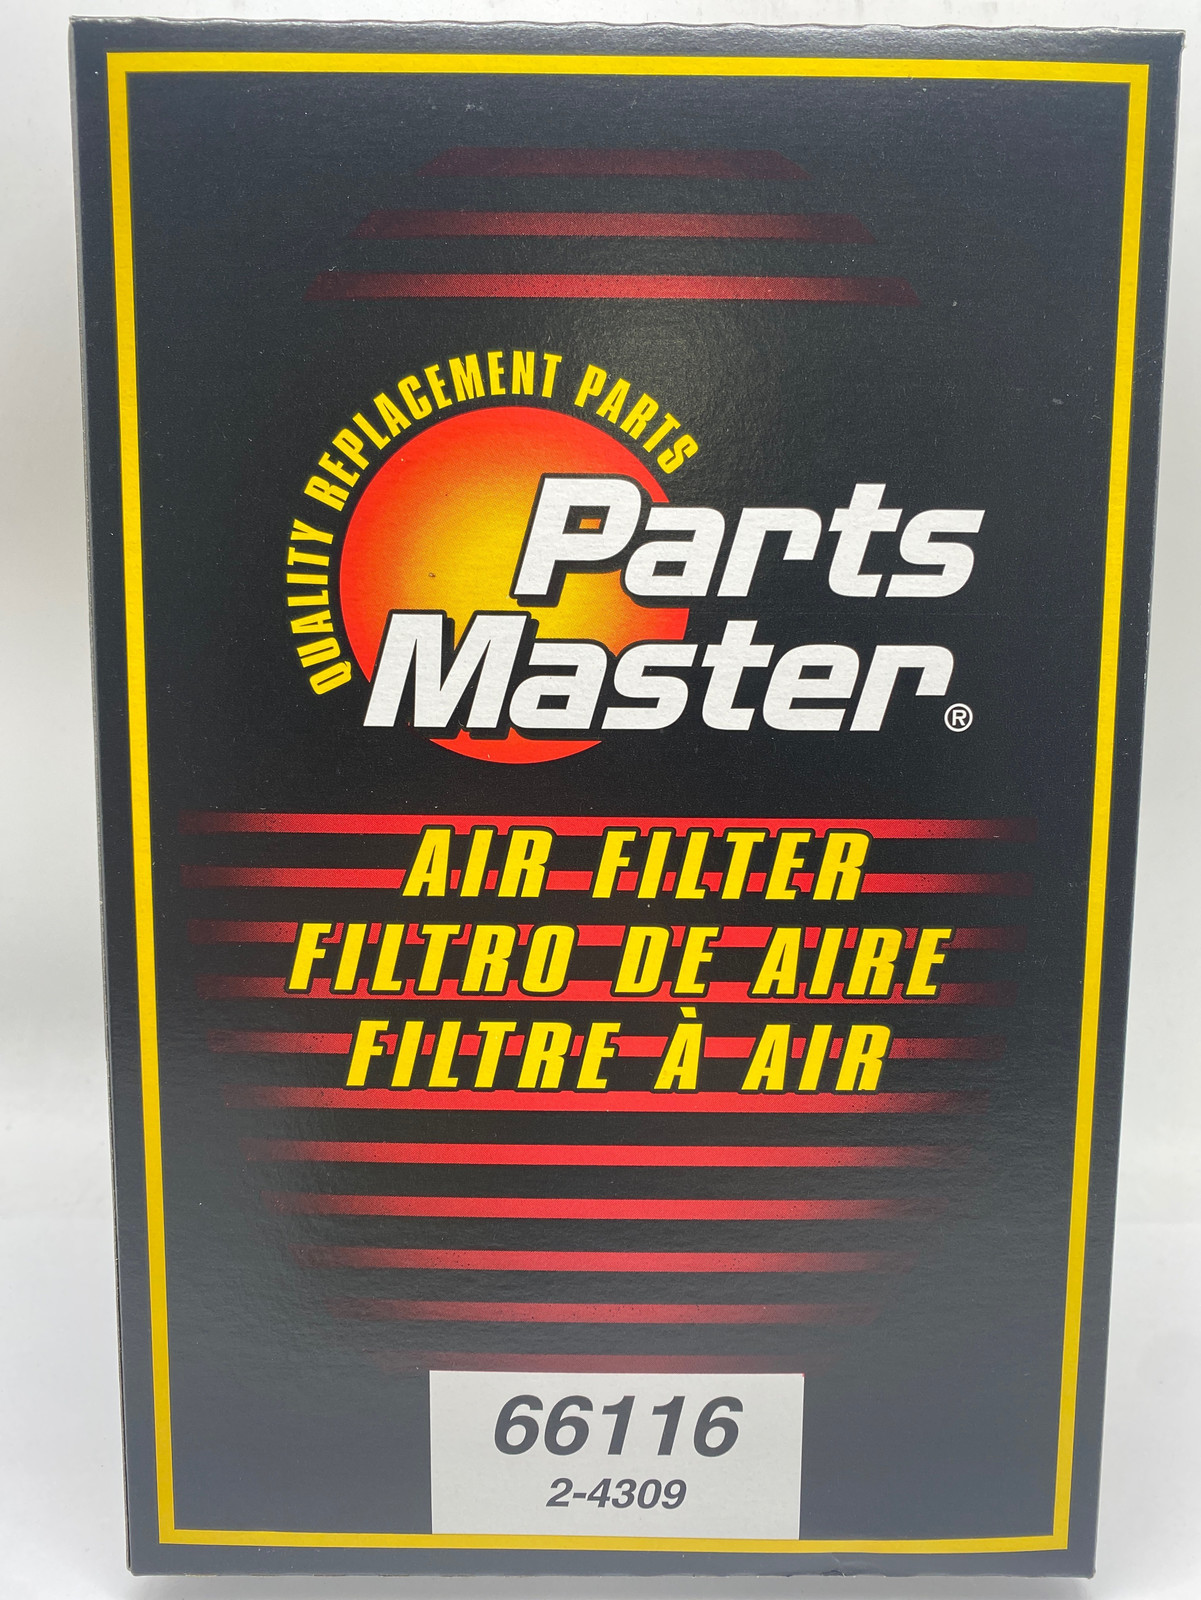 QUALITY REPLACEMENT PARTS
Parts
Master®
AIR FILTER
FILTRO DE AIRE
FILTRE À AIR
66116
2-4309